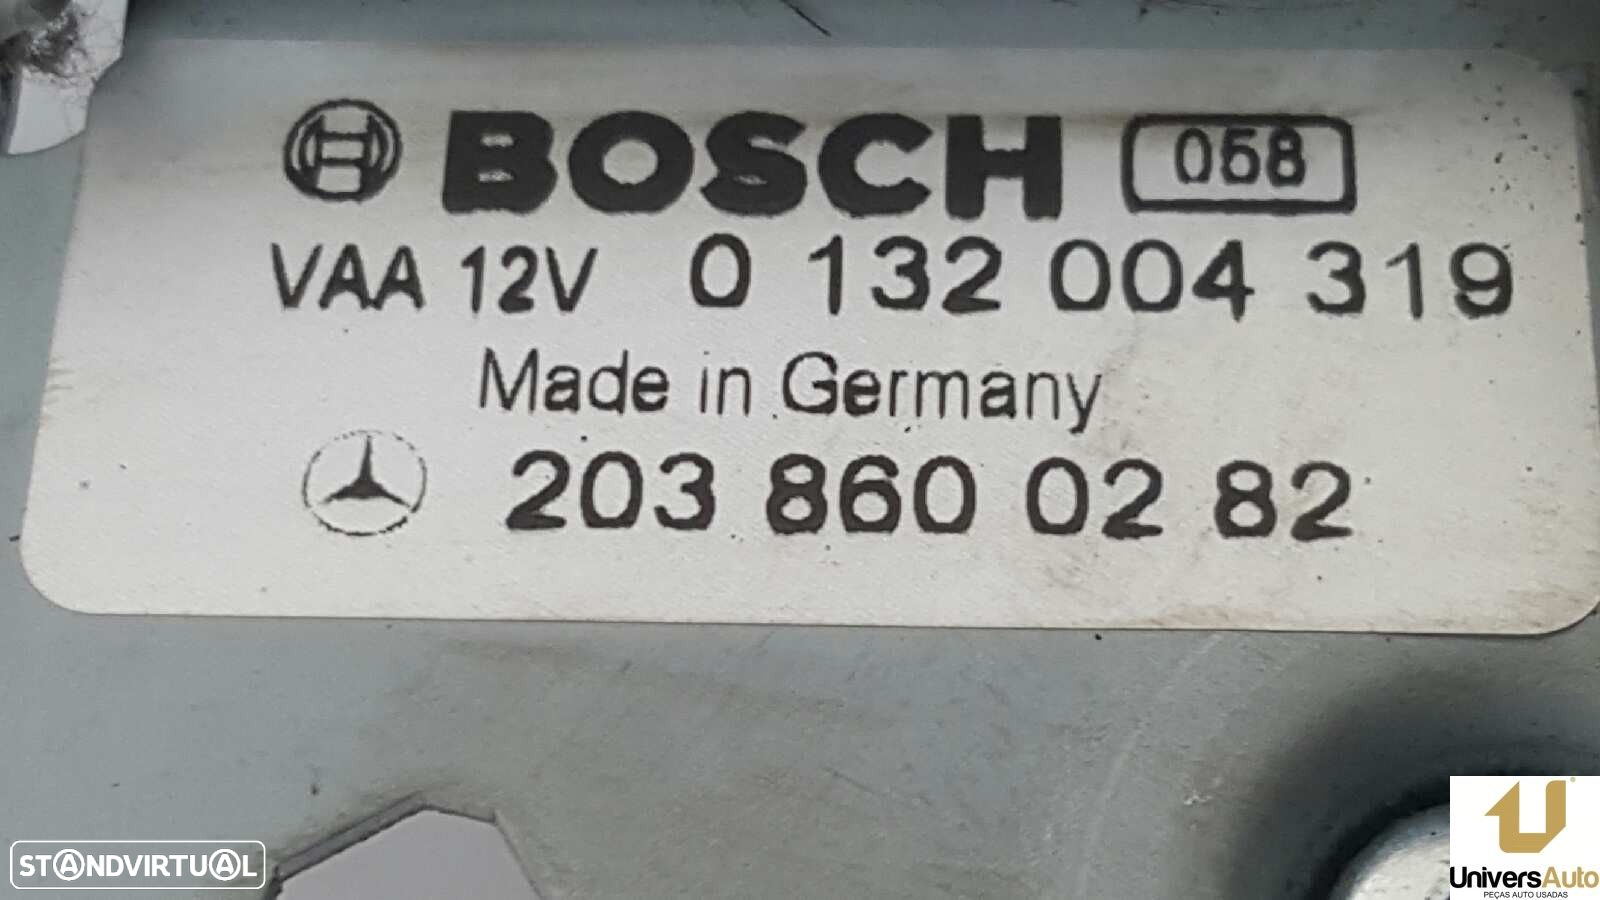 BOSCH 058
VAA 12V 0 132 004 319
Made in Germany
203 860 02 82
STANDVIRTUAL
UNIVERSAUTO
PEÇAS AUTO USADAS